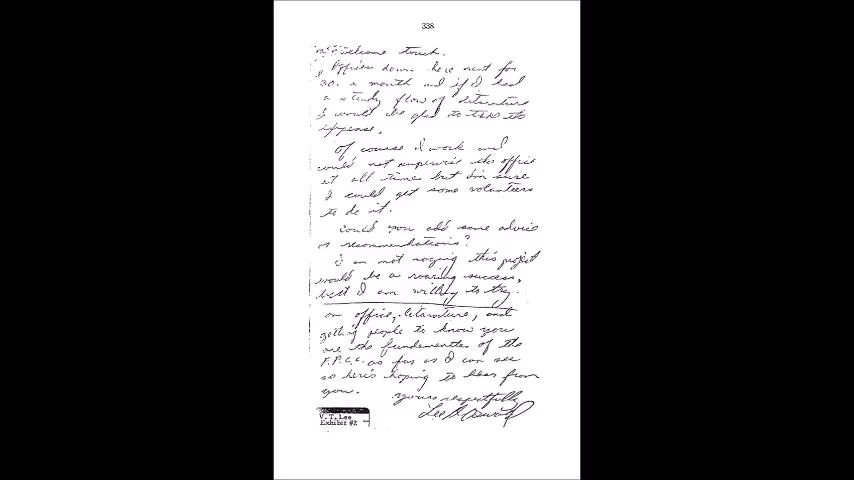 338
a welcome touch.
Offices down here rent for
30. a month and if I had
a steady flow of literature
I would be glad to take the
expense.
Of course I work and
could not supervise the office
at all time but I'm sure
I could get some volunteers
to do it.
Could you add some advice
or recommendations?
I am not saying this project
would be a roaring success,
but I am willing to try
an office, literature, and
getting people to know you
are the fundementles of the
F.P.C.C. as far as I can see
so here's hoping to hear from
you.
Yours respectfully
Lee H. Oswald
V.T. Lee
Exhibit #2